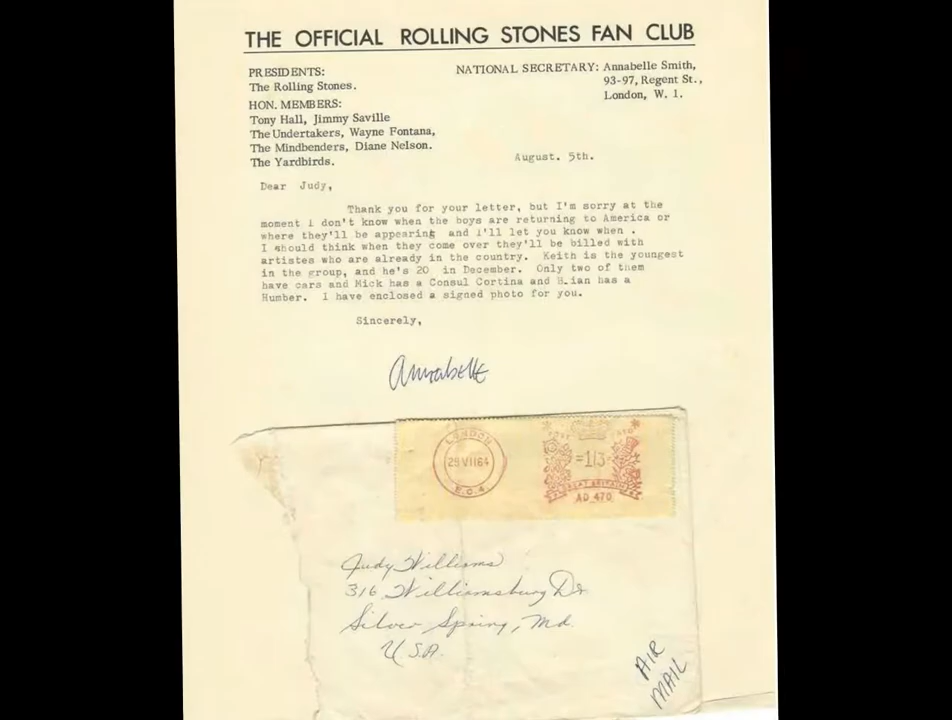 THE OFFICIAL ROLLING STONES FAN CLUB
PRESIDENTS:
The Rolling Stones.
HON. MEMBERS:
Tony Hall, Jimmy Saville
The Undertakers, Wayne Fontana,
The Mindbenders, Diane Nelson.
The Yardbirds.
NATIONAL SECRETARY: Annabelle Smith,
93-97, Regent St.,
London, W. 1.
August. 5th.
Dear Judy,
Thank you for your letter, but I'm sorry at the
moment I don't know when the boys are returning to America or
where they'll be appearing and I'll let you know when .
I should think when they come over they'll be billed with
artistes who are already in the country. Keith is the youngest
in the group, and he's 20 in December. Only two of them
have cars and Mick has a Consul Cortina and Brian has a
Humber. I have enclosed a signed photo for you.
Sincerely,
Annabelle
LONDON
29 VII 64
E.C.4.
POST PAID
=1/3=
GREAT BRITAIN
AD 470
Judy Williams
316 Williamsburg Dr
Silver Spring, Md.
U.S.A.
AIR
MAIL